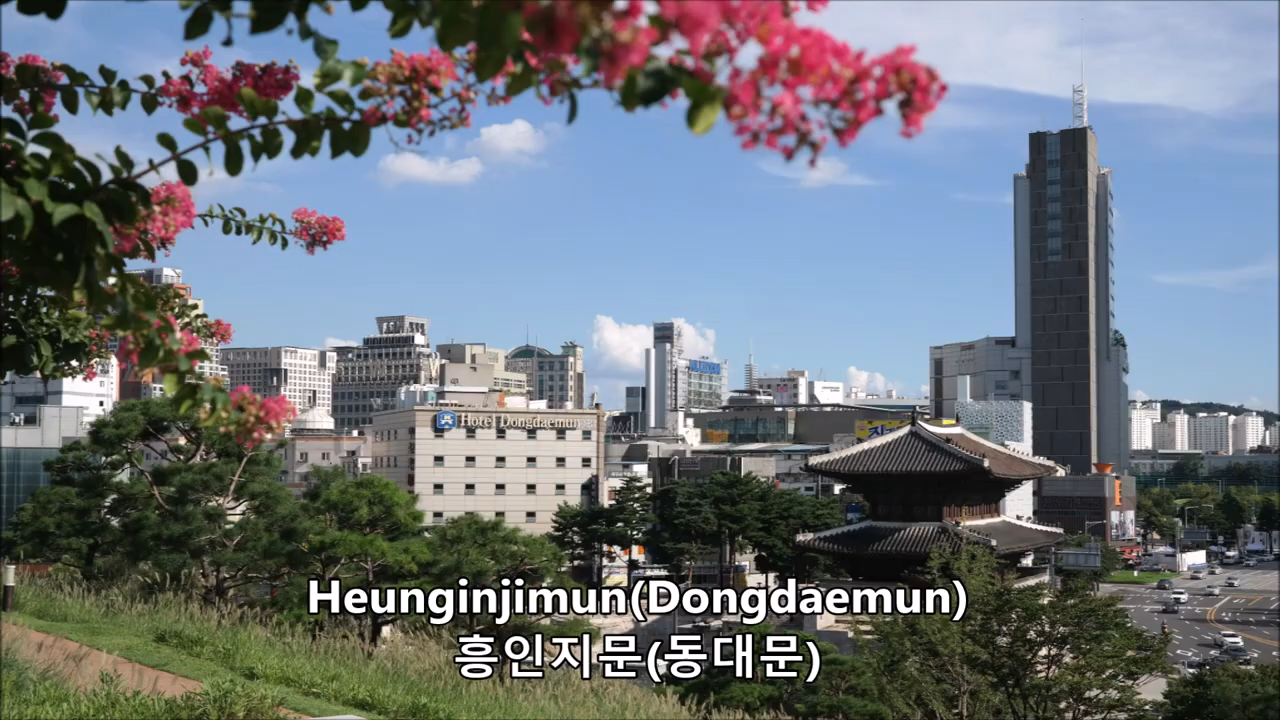 Hotel Dongdaemun
Heunginjimun(Dongdaemun)
흥인지문(동대문)